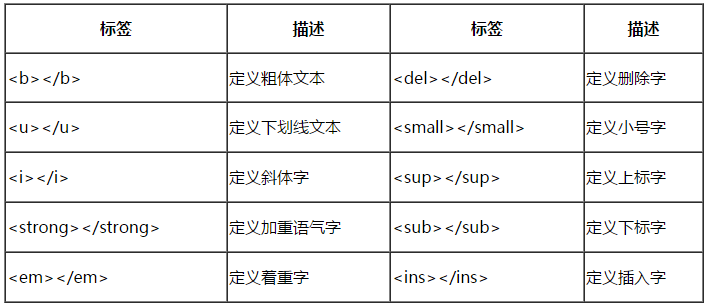 标签 描述 标签 描述
<b></b> 定义粗体文本 <del></del> 定义删除字
<u></u> 定义下划线文本 <small></small> 定义小号字
<i></i> 定义斜体字 <sup></sup> 定义上标字
<strong></strong> 定义加重语气字 <sub></sub> 定义下标字
<em></em> 定义着重字 <ins></ins> 定义插入字